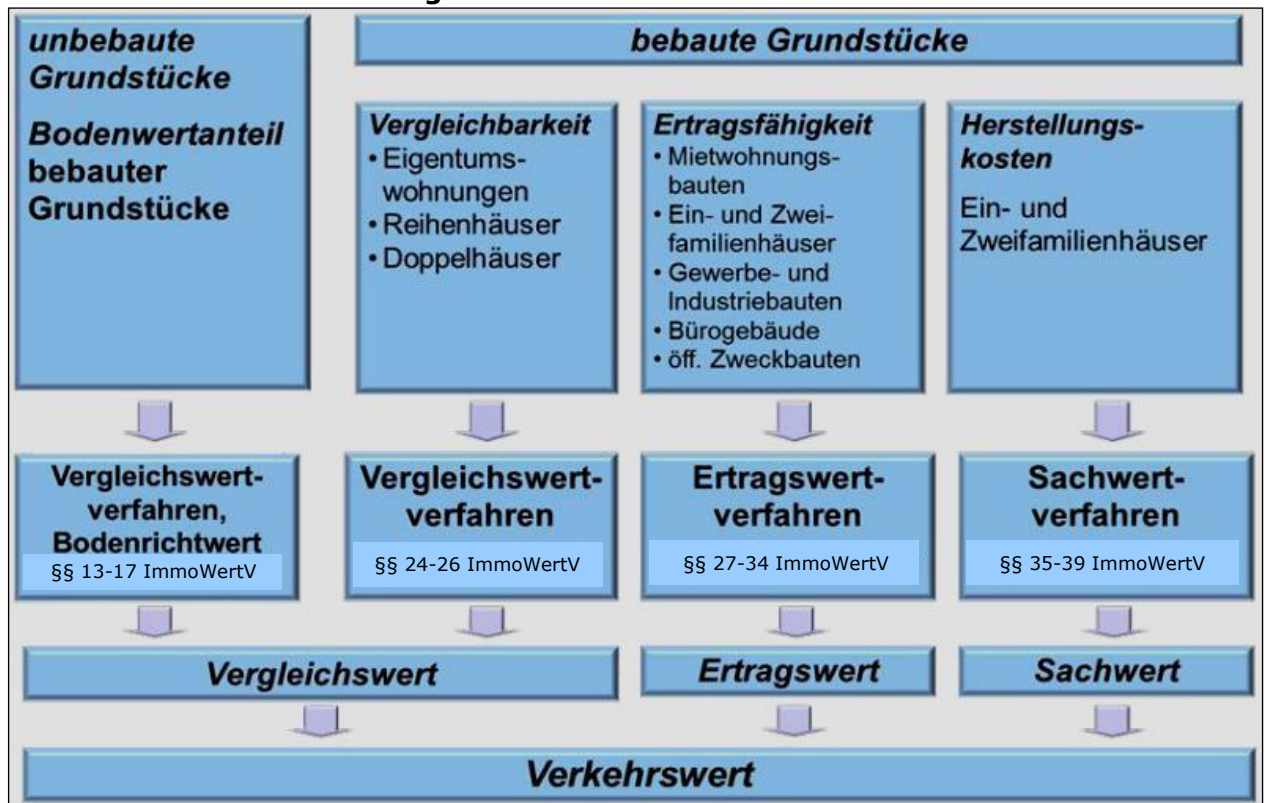 unbebaute
Grundstücke
Bodenwertanteil
bebauter
Grundstücke
bebaute Grundstücke
Vergleichbarkeit
• Eigentums-
wohnungen
• Reihenhäuser
• Doppelhäuser
Ertragsfähigkeit
• Mietwohnungs-
bauten
• Ein- und Zwei-
familienhäuser
• Gewerbe- und
Industriebauten
• Bürogebäude
• öff. Zweckbauten
Herstellungs-
kosten
Ein- und
Zweifamilienhäuser
Vergleichswert-
verfahren,
Bodenrichtwert
§§ 13-17 ImmoWertV
Vergleichswert-
verfahren
§§ 24-26 ImmoWertV
Ertragswert-
verfahren
§§ 27-34 ImmoWertV
Sachwert-
verfahren
§§ 35-39 ImmoWertV
Vergleichswert
Ertragswert
Sachwert
Verkehrswert